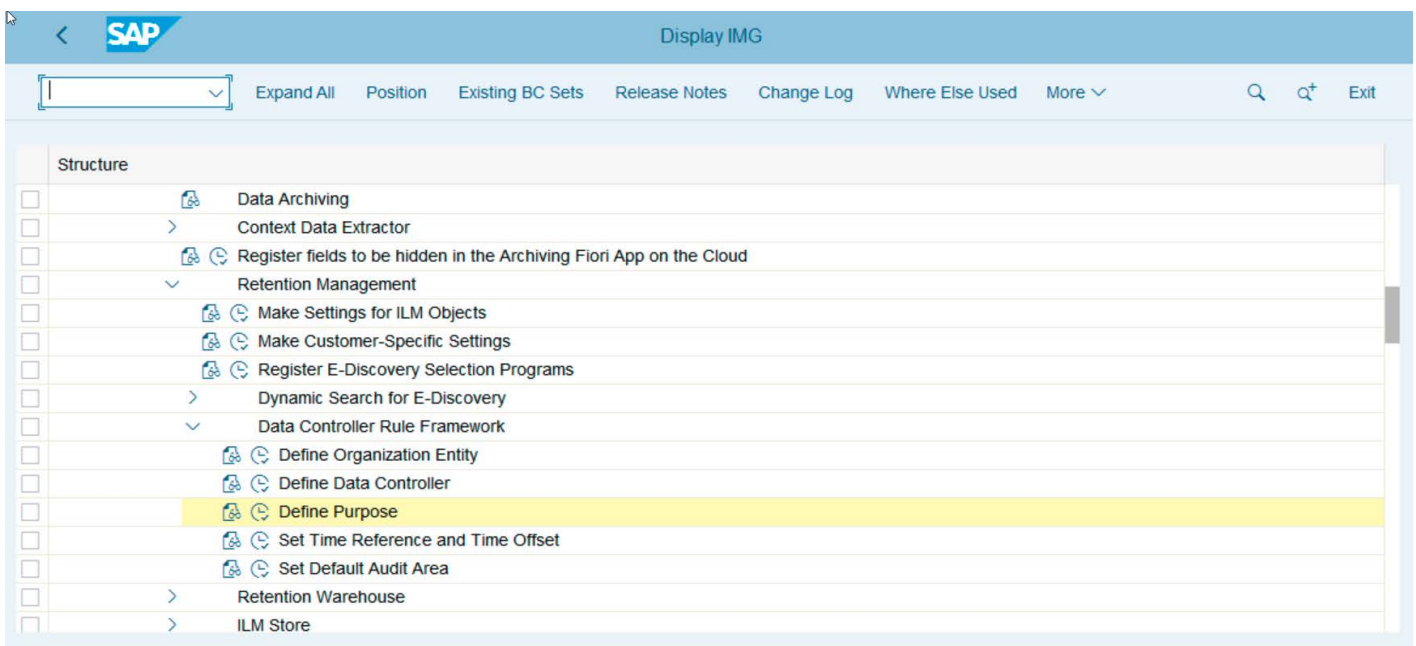 SAP
Display IMG
Expand All Position Existing BC Sets Release Notes Change Log Where Else Used More Exit
Structure
Data Archiving
Context Data Extractor
Register fields to be hidden in the Archiving Fiori App on the Cloud
Retention Management
Make Settings for ILM Objects
Make Customer-Specific Settings
Register E-Discovery Selection Programs
Dynamic Search for E-Discovery
Data Controller Rule Framework
Define Organization Entity
Define Data Controller
Define Purpose
Set Time Reference and Time Offset
Set Default Audit Area
Retention Warehouse
ILM Store